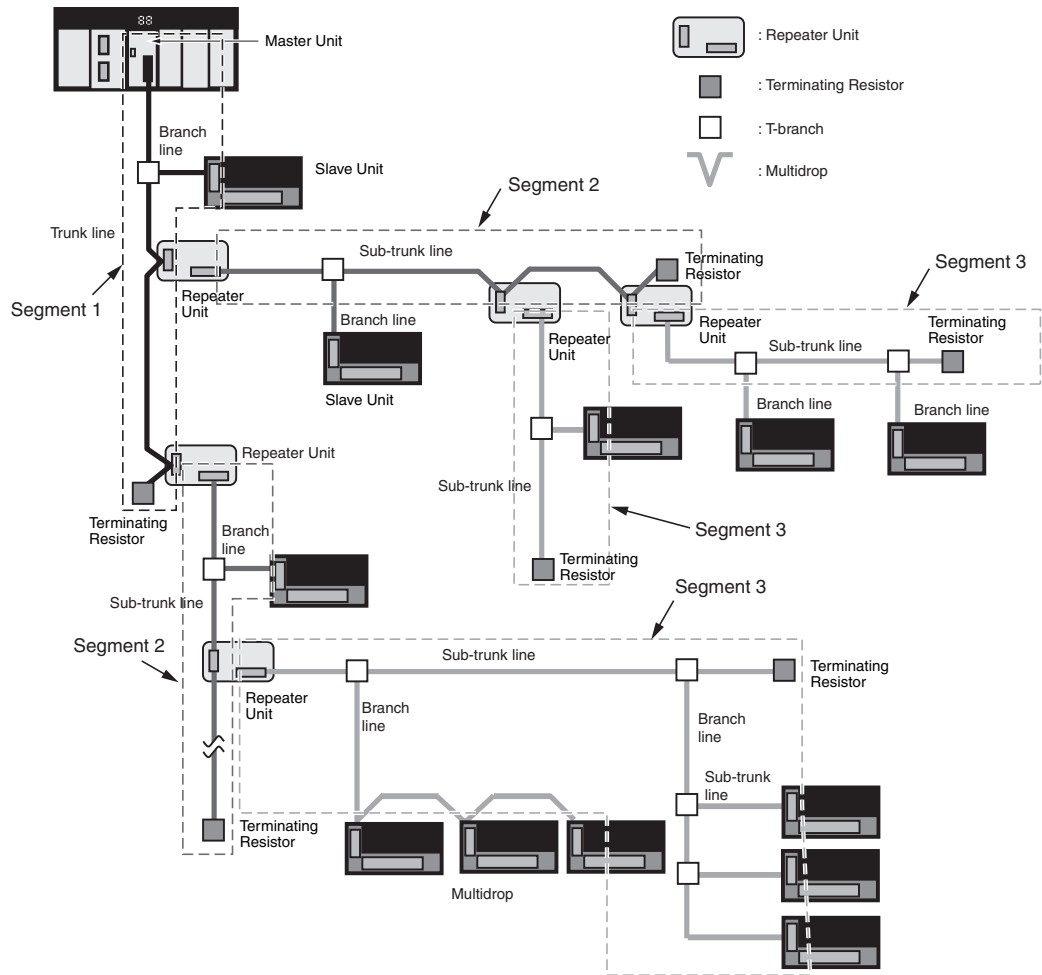 88
Master Unit
: Repeater Unit
: Terminating Resistor
: T-branch
: Multidrop
Branch
line
Slave Unit
Segment 2
Trunk line
Sub-trunk line
Terminating
Resistor
Segment 3
Segment 1
Repeater
Unit
Branch line
Repeater
Unit
Repeater
Unit
Sub-trunk line
Terminating
Resistor
Slave Unit
Branch line
Branch line
Repeater Unit
Sub-trunk line
Terminating
Resistor
Branch
line
Segment 3
Terminating
Resistor
Sub-trunk line
Segment 3
Segment 2
Sub-trunk line
Terminating
Resistor
Repeater
Unit
Branch
line
Branch
line
Sub-trunk
line
Terminating
Resistor
Multidrop